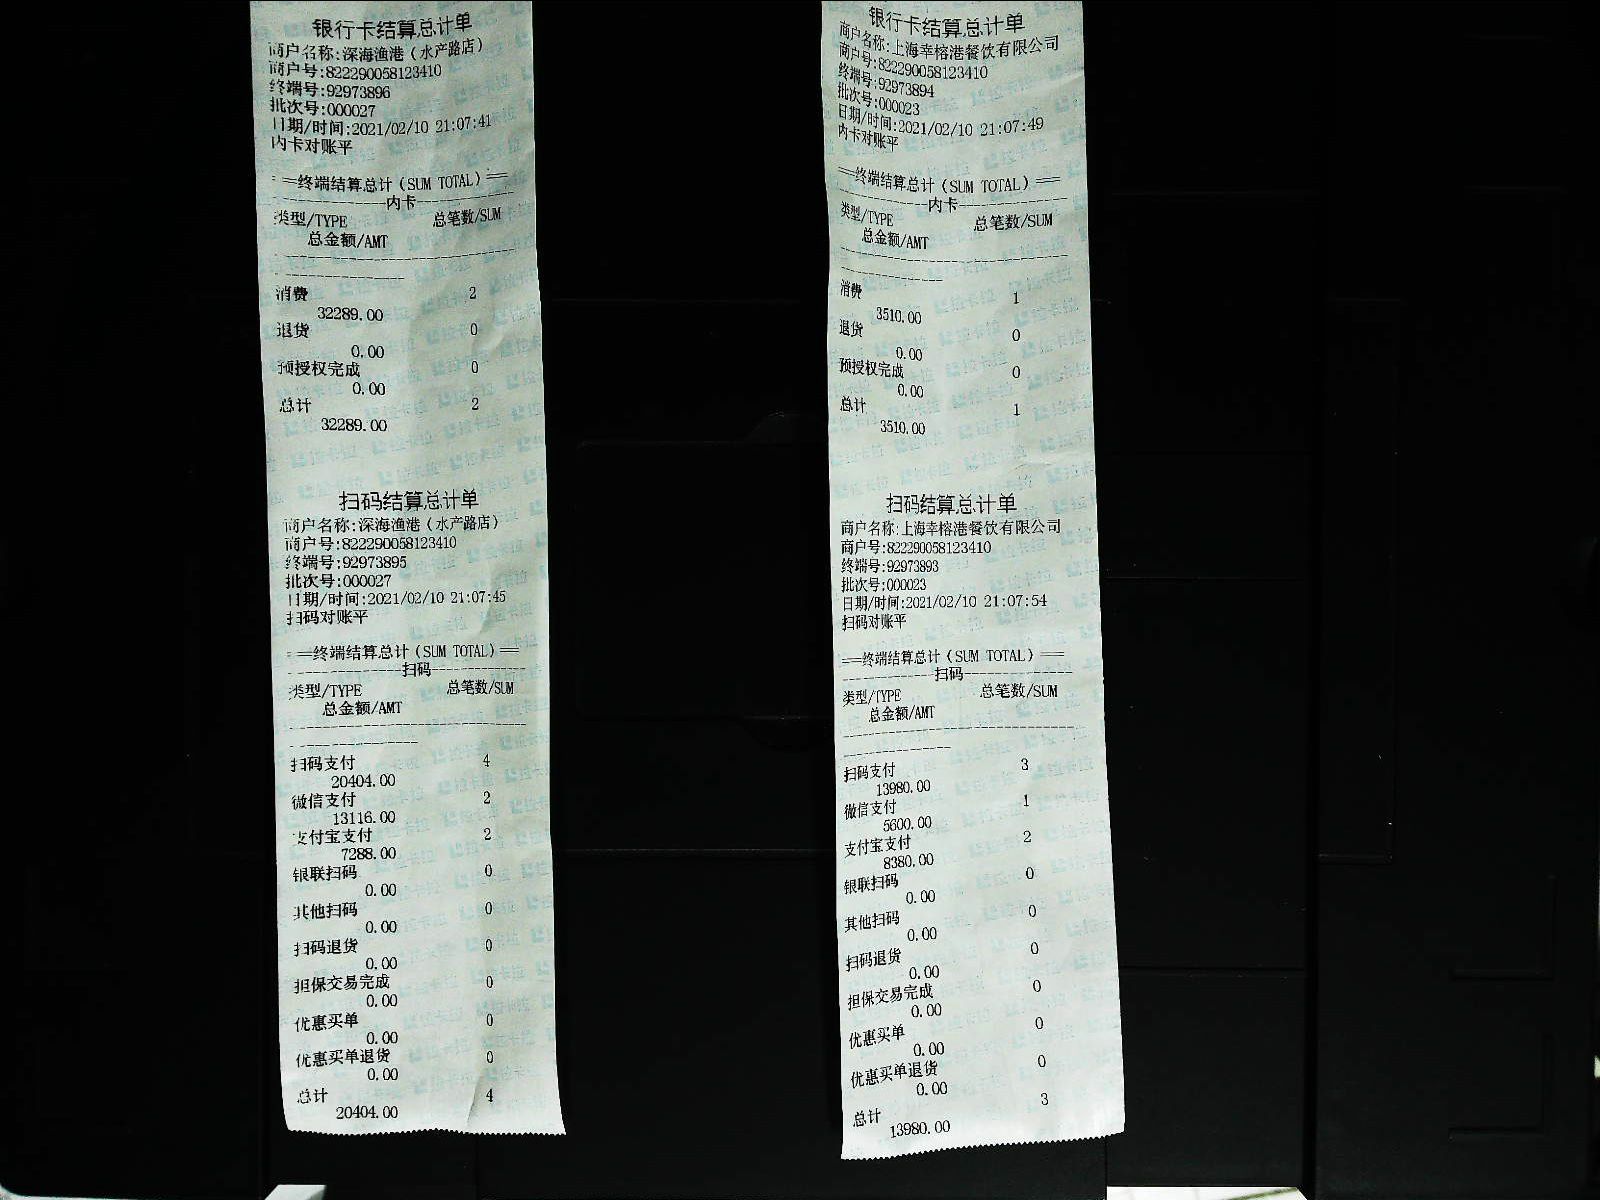 银行卡结算总计单
商户名称:深海渔港（水产路店）
商户号:822290058123410
终端号:92973896
批次号:000027
日期/时间:2021/02/10 21:07:41
内卡对账平
==终端结算总计（SUM TOTAL）==
内卡
类型/TYPE 总笔数/SUM
总金额/AMT
消费 2
32289.00
退货 0
0.00
预授权完成 0
0.00
总计 2
32289.00
扫码结算总计单
商户名称:深海渔港（水产路店）
商户号:822290058123410
终端号:92973895
批次号:000027
日期/时间:2021/02/10 21:07:45
扫码对账平
==终端结算总计（SUM TOTAL）==
扫码
类型/TYPE 总笔数/SUM
总金额/AMT
扫码支付 4
20404.00
微信支付 2
13116.00
支付宝支付 2
7288.00
银联扫码 0
0.00
其他扫码 0
0.00
扫码退货 0
0.00
担保交易完成 0
0.00
优惠买单 0
0.00
优惠买单退货 0
0.00
总计 4
20404.00
银行卡结算总计单
商户名称:上海幸榕港餐饮有限公司
商户号:822290058123410
终端号:92973894
批次号:000023
日期/时间:2021/02/10 21:07:49
内卡对账平
==终端结算总计（SUM TOTAL）==
内卡
类型/TYPE 总笔数/SUM
总金额/AMT
消费 1
3510.00
退货 0
0.00
预授权完成 0
0.00
总计 1
3510.00
扫码结算总计单
商户名称:上海幸榕港餐饮有限公司
商户号:822290058123410
终端号:92973893
批次号:000023
日期/时间:2021/02/10 21:07:54
扫码对账平
==终端结算总计（SUM TOTAL）==
扫码
类型/TYPE 总笔数/SUM
总金额/AMT
扫码支付 3
13980.00
微信支付 1
5600.00
支付宝支付 2
8380.00
银联扫码 0
0.00
其他扫码 0
0.00
扫码退货 0
0.00
担保交易完成 0
0.00
优惠买单 0
0.00
优惠买单退货 0
0.00
总计 3
13980.00